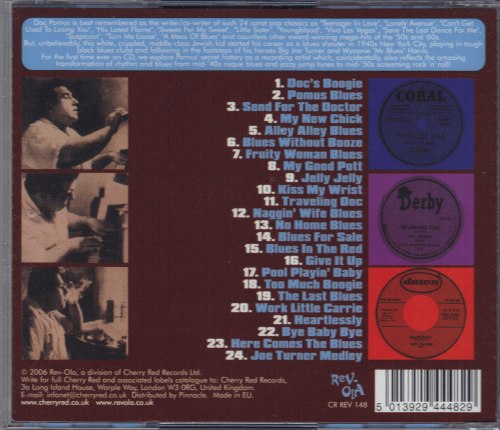 Doc Pomus is best remembered as the writer/co-writer of such 24 carat pop classics as "Teenager In Love", "Lonely Avenue", "Can't Get
Used To Losing You", "His Latest Flame", "Sweets For My Sweet", "Little Sister", "Youngblood", "Viva Las Vegas", "Save The Last Dance For Me",
"Suspicion", "Turn Me Loose", "A Mess Of Blues" and countless other award-winning mega-hits of the '50s and '60s.
But, unbelievably, this white, crippled, middle class Jewish kid started his career as a blues shouter in 1940s New York City, playing in tough
black blues clubs and following in the footsteps of his heroes Big Joe Turner and Wynonie 'Mr Blues' Harris.
For the first time ever on CD, we explore Pomus' secret history as a recording artist which, coincidentally, also reflects the amazing
transformation of rhythm and blues from mid-'40s risque blues and jazzy jump tunes to mid-'50s screaming rock 'n roll!
1. Doc's Boogie
2. Pomus Blues
3. Send For The Doctor
4. My New Chick
5. Alley Alley Blues
6. Blues Without Booze
7. Fruity Woman Blues
8. My Good Pott
9. Jelly Jelly
10. Kiss My Wrist
11. Traveling Doc
12. Naggin' Wife Blues
13. No Home Blues
14. Blues For Sale
15. Blues In The Red
16. Give It Up
17. Pool Playin' Baby
18. Too Much Boogie
19. The Last Blues
20. Work Little Carrie
21. Heartlessly
22. Bye Baby Bye
23. Here Comes The Blues
24. Joe Turner Medley
CORAL
Derby
dawn
© 2006 Rev-Ola, a division of Cherry Red Records Ltd.
Write for full Cherry Red and associated labels catalogue to: Cherry Red Records,
3a Long Island House, Warple Way, London W3 0RG, United Kingdom.
E-mail: infonet@cherryred.co.uk Distributed by Pinnacle. Made in EU.
www.cherryred.co.uk www.revola.co.uk
REV-OLA
CR REV 148
5 013929 444829